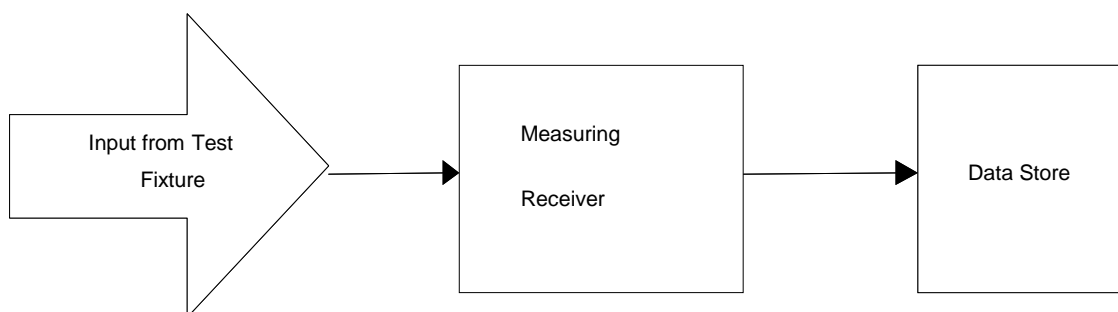 Input from Test
Fixture
Measuring
Receiver
Data Store